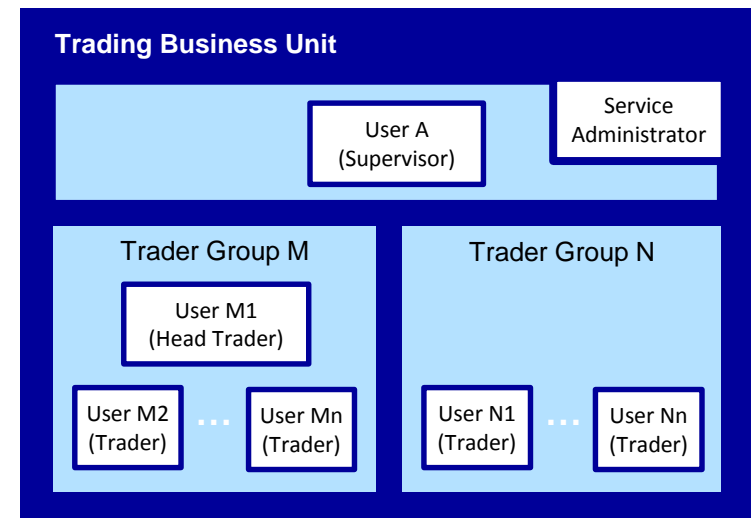 Trading Business Unit
Service
Administrator
User A
(Supervisor)
Trader Group M
Trader Group N
User M1
(Head Trader)
User M2
(Trader)
...
User Mn
(Trader)
User N1
(Trader)
...
User Nn
(Trader)